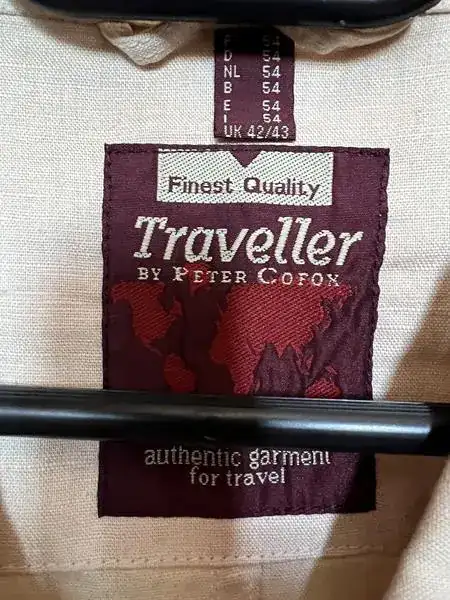 F 54
D 54
NL 54
B 54
E 54
I 54
UK 42/43
Finest Quality
Traveller
BY PETER COFOX
authentic garment
for travel